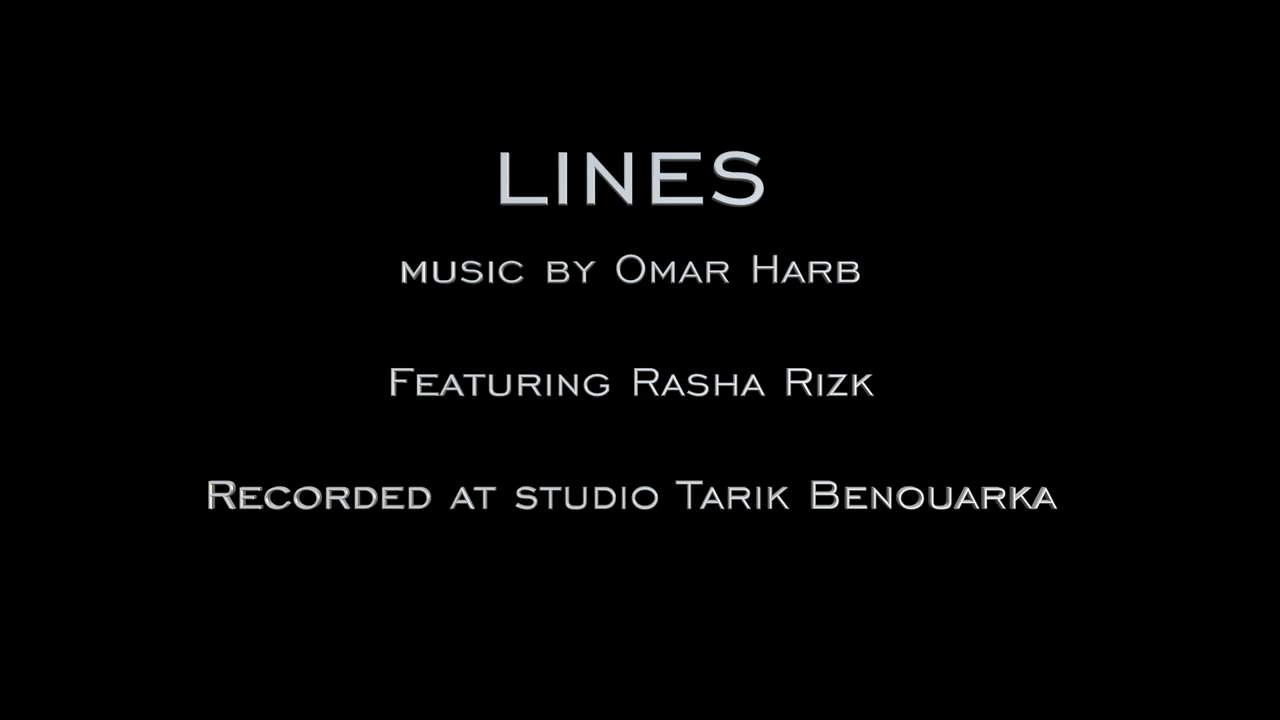 LINES
music by Omar Harb
Featuring Rasha Rizk
Recorded at studio Tarik Benouarka